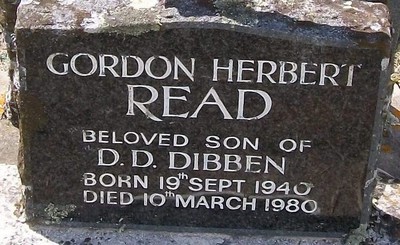 GORDON HERBERT
READ
BELOVED SON OF
D. D. DIBBEN
BORN 19th SEPT 1940
DIED 10th MARCH 1980